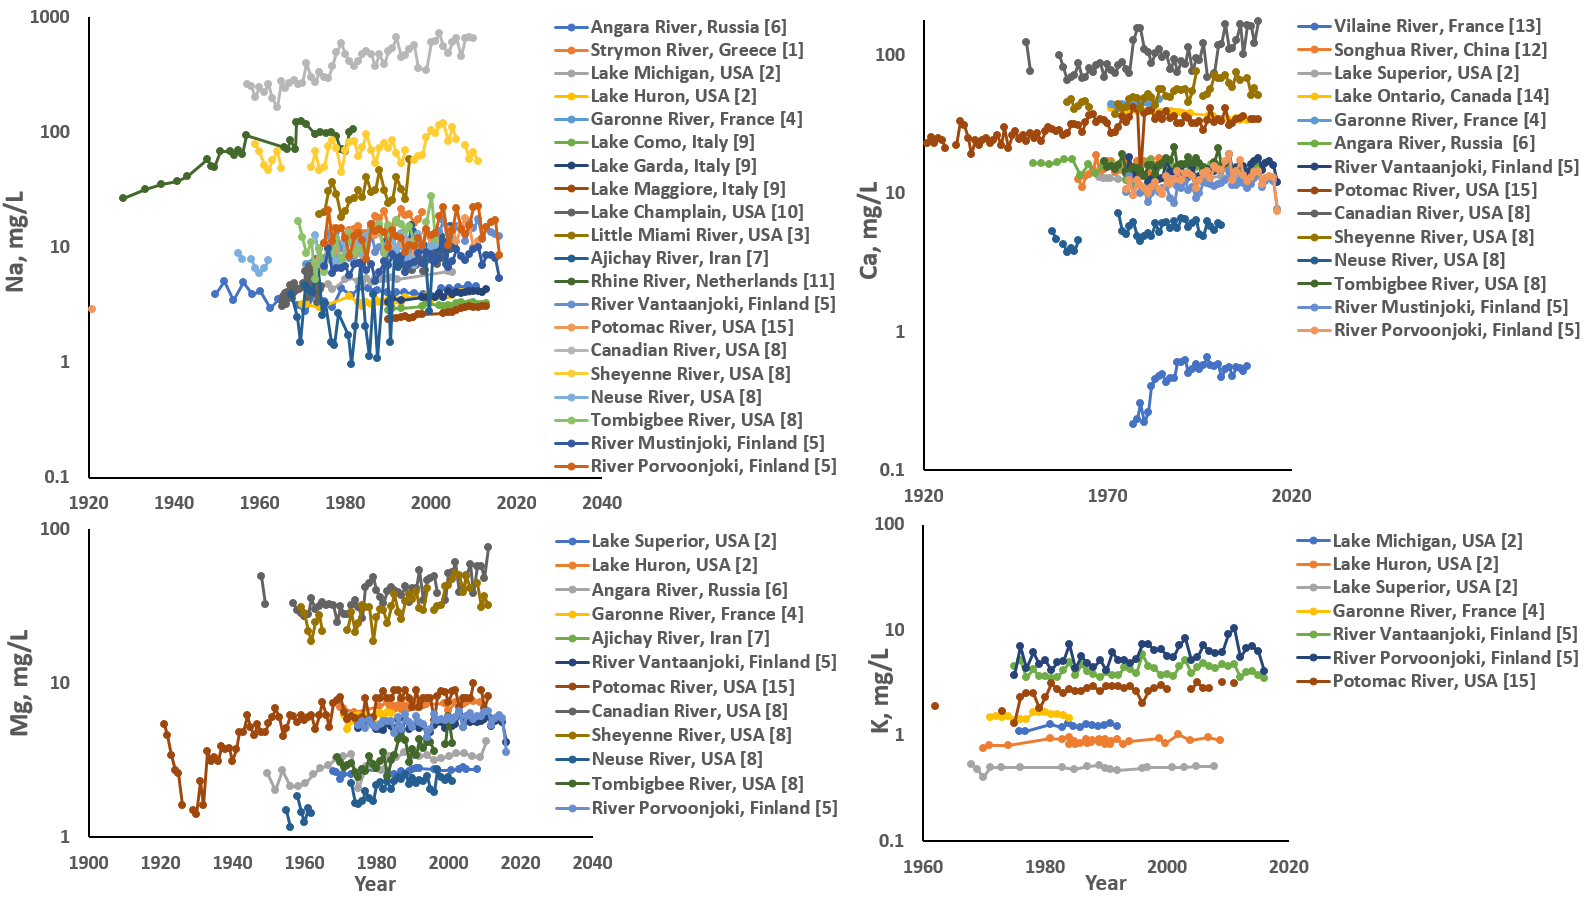 Na, mg/L
1000
100
10
1
0.1
1920
1940
1960
1980
2000
2020
2040
Angara River, Russia [6]
Strymon River, Greece [1]
Lake Michigan, USA [2]
Lake Huron, USA [2]
Garonne River, France [4]
Lake Como, Italy [9]
Lake Garda, Italy [9]
Lake Maggiore, Italy [9]
Lake Champlain, USA [10]
Little Miami River, USA [3]
Ajichay River, Iran [7]
Rhine River, Netherlands [11]
River Vantaanjoki, Finland [5]
Potomac River, USA [15]
Canadian River, USA [8]
Sheyenne River, USA [8]
Neuse River, USA [8]
Tombigbee River, USA [8]
River Mustinjoki, Finland [5]
River Porvoonjoki, Finland [5]
Ca, mg/L
100
10
1
0.1
1920
1970
2020
Vilaine River, France [13]
Songhua River, China [12]
Lake Superior, USA [2]
Lake Ontario, Canada [14]
Garonne River, France [4]
Angara River, Russia [6]
River Vantaanjoki, Finland [5]
Potomac River, USA [15]
Canadian River, USA [8]
Sheyenne River, USA [8]
Neuse River, USA [8]
Tombigbee River, USA [8]
River Mustinjoki, Finland [5]
River Porvoonjoki, Finland [5]
Mg, mg/L
100
10
1
1900
1920
1940
1960
1980
2000
2020
2040
Year
Lake Superior, USA [2]
Lake Huron, USA [2]
Angara River, Russia [6]
Garonne River, France [4]
Ajichay River, Iran [7]
River Vantaanjoki, Finland [5]
Potomac River, USA [15]
Canadian River, USA [8]
Sheyenne River, USA [8]
Neuse River, USA [8]
Tombigbee River, USA [8]
River Porvoonjoki, Finland [5]
K, mg/L
100
10
1
0.1
1960
1980
2000
2020
Year
Lake Michigan, USA [2]
Lake Huron, USA [2]
Lake Superior, USA [2]
Garonne River, France [4]
River Vantaanjoki, Finland [5]
River Porvoonjoki, Finland [5]
Potomac River, USA [15]